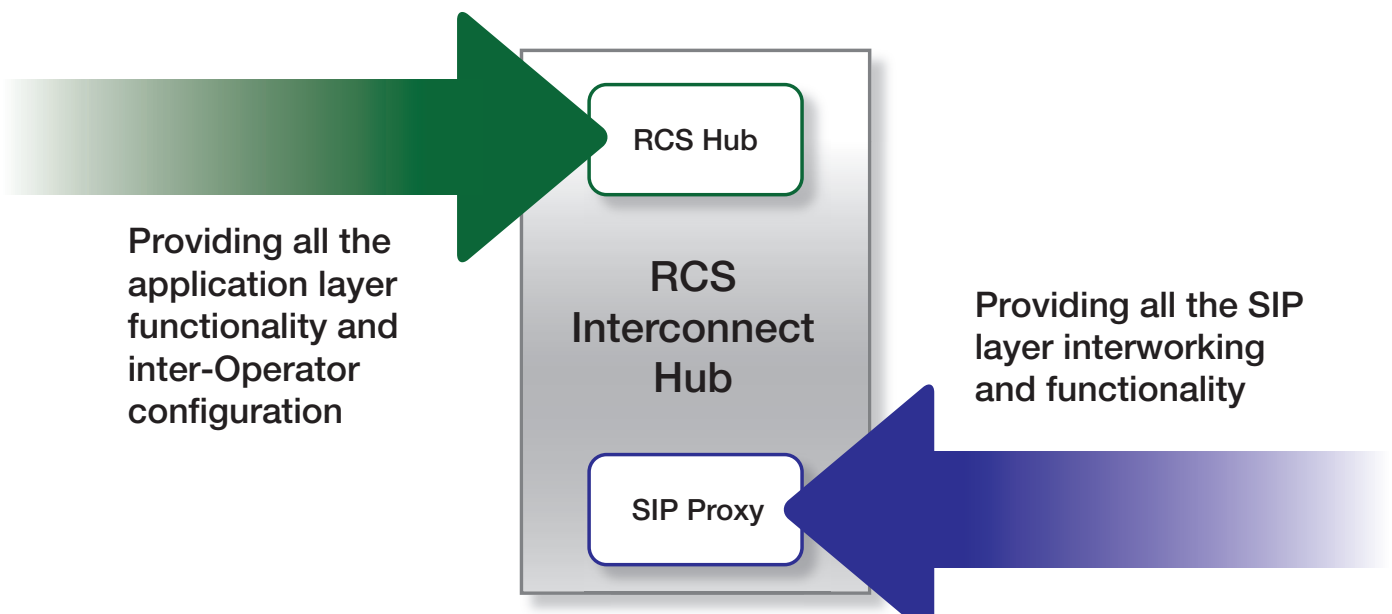 RCS Hub
Providing all the
application layer
functionality and
inter-Operator
configuration
RCS
Interconnect
Hub
Providing all the SIP
layer interworking
and functionality
SIP Proxy